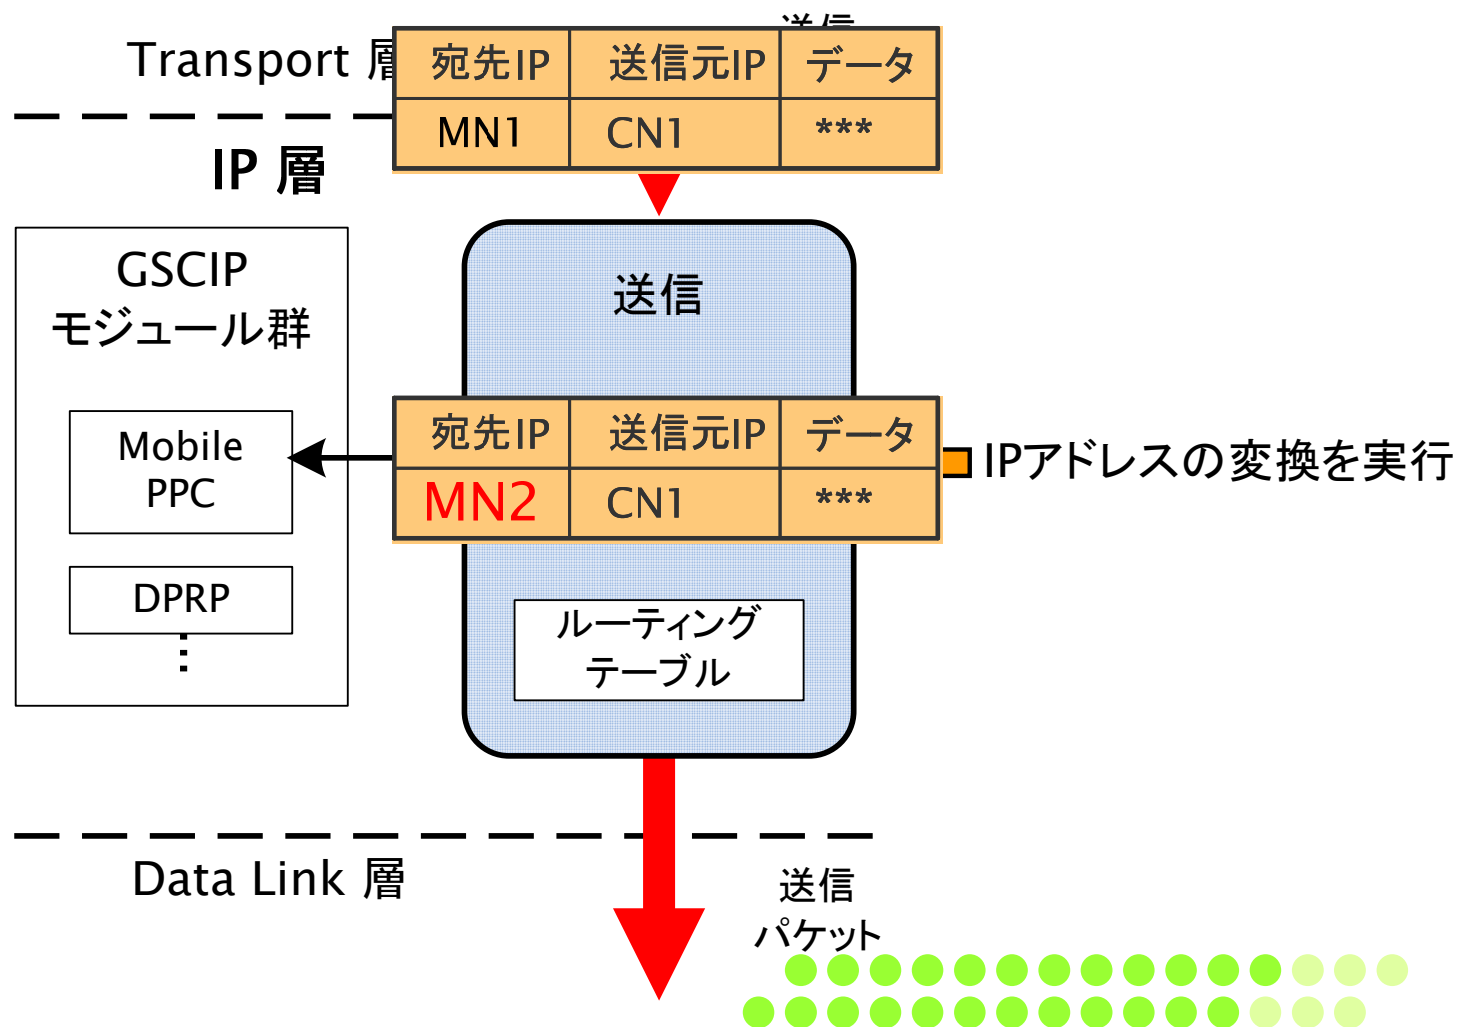 送信
Transport 層
宛先IP 送信元IP データ
MN1 CN1 ***
IP 層
GSCIP
モジュール群
送信
Mobile
PPC
宛先IP 送信元IP データ
MN2 CN1 ***
IPアドレスの変換を実行
DPRP
⋮
ルーティング
テーブル
Data Link 層
送信
パケット